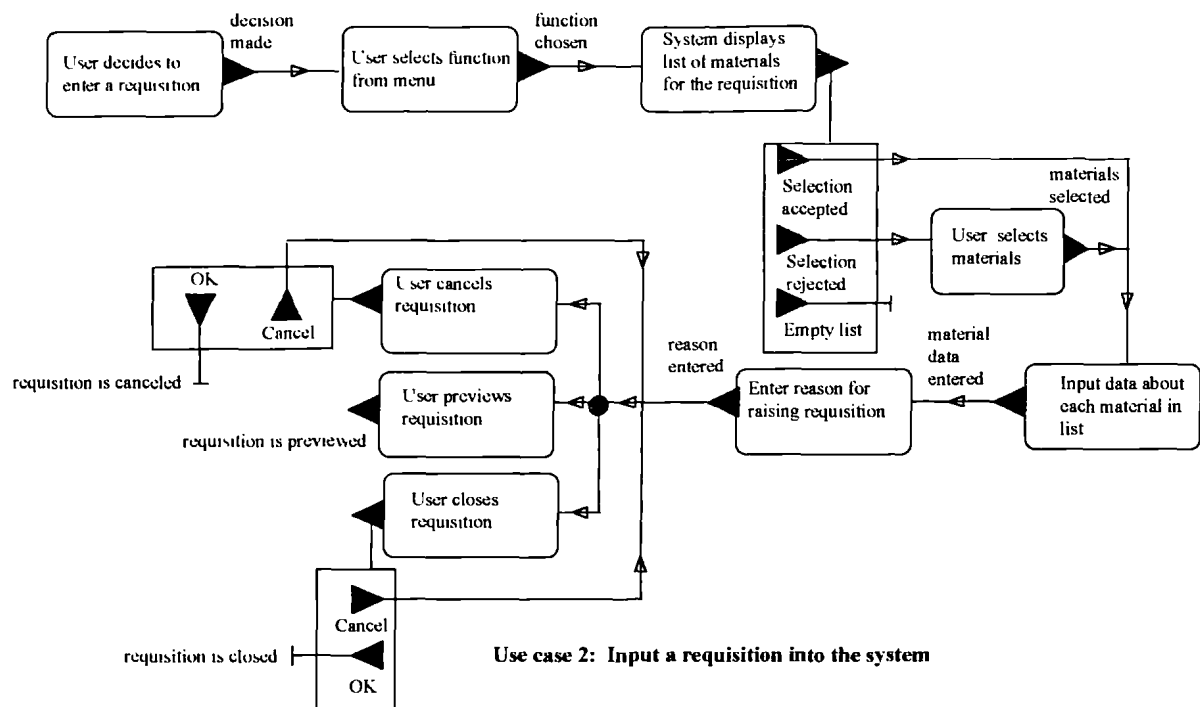 decision
made
User decides to
enter a requisition
User selects function
from menu
function
chosen
System displays
list of materials
for the requisition
Selection
accepted
Selection
rejected
Empty list
materials
selected
User selects
materials
Input data about
each material in
list
material
data
entered
Enter reason for
raising requisition
reason
entered
User cancels
requisition
OK
Cancel
requisition is canceled
User previews
requisition
requisition is previewed
User closes
requisition
Cancel
OK
requisition is closed
Use case 2: Input a requisition into the system